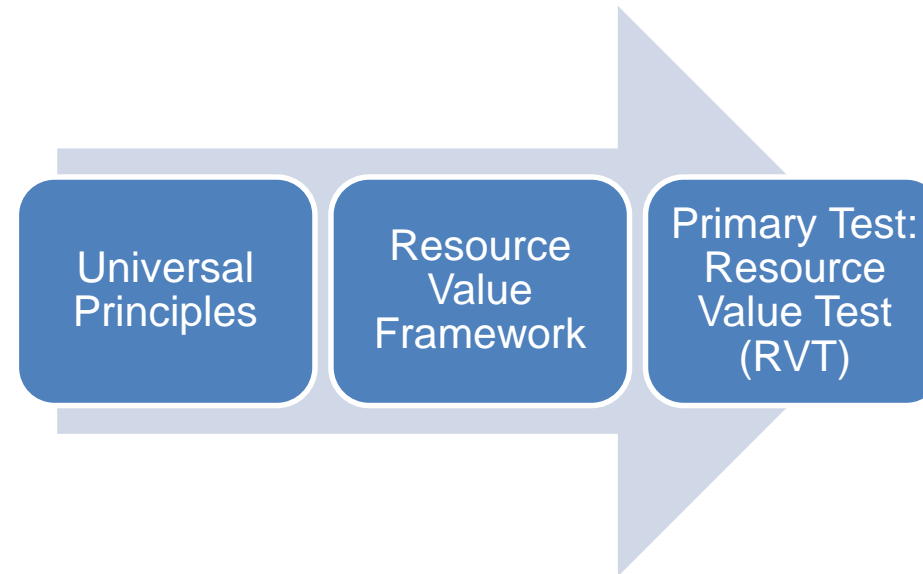 Universal
Principles
Resource
Value
Framework
Primary Test:
Resource
Value Test
(RVT)